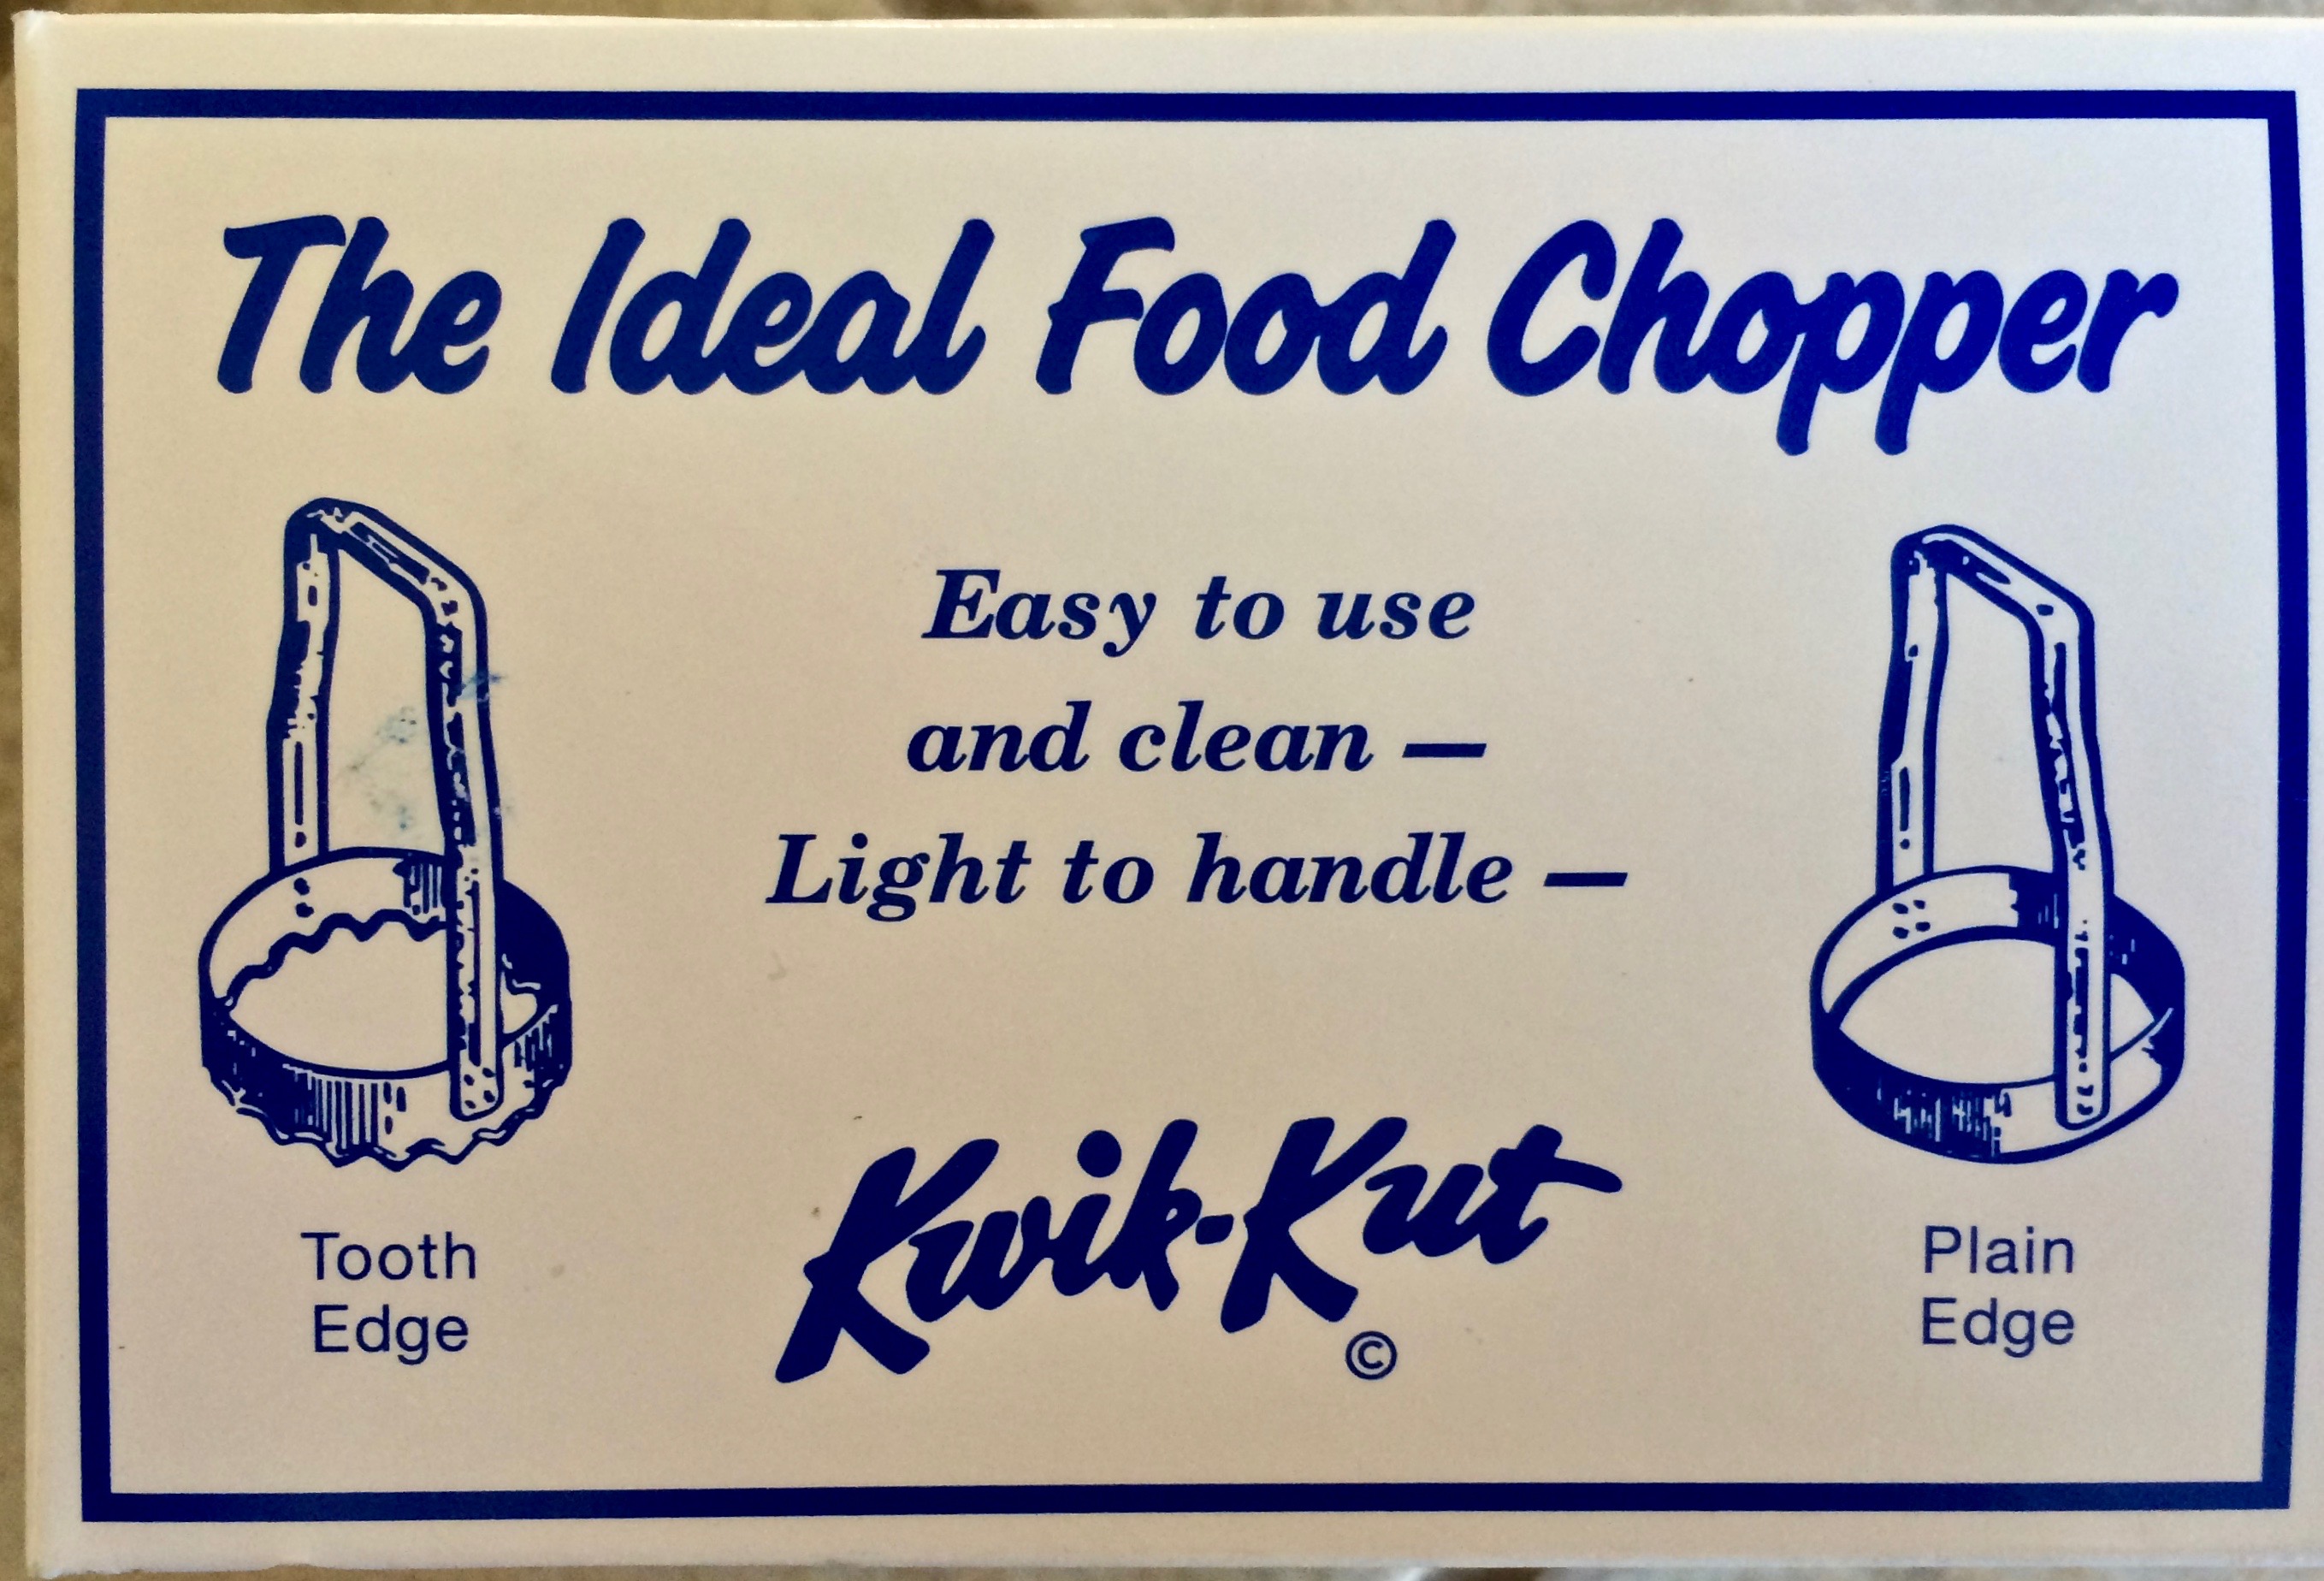 The Ideal Food Chopper
Easy to use
and clean —
Light to handle —
Kwik-Kut
©
Tooth
Edge
Plain
Edge